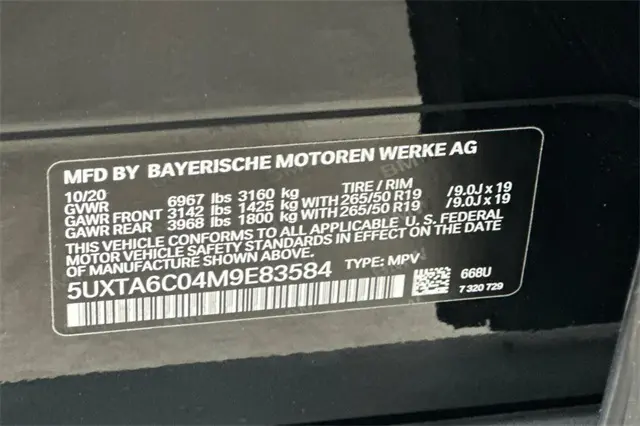 MFD BY BAYERISCHE MOTOREN WERKE AG
10/20 TIRE / RIM
GVWR 6967 lbs 3160 kg
GAWR FRONT 3142 lbs 1425 kg WITH 265/50 R19 /9.0J x 19
GAWR REAR 3968 lbs 1800 kg WITH 265/50 R19 /9.0J x 19
THIS VEHICLE CONFORMS TO ALL APPLICABLE U. S. FEDERAL
MOTOR VEHICLE SAFETY STANDARDS IN EFFECT ON THE DATE
OF MANUFACTURE SHOWN ABOVE.
5UXTA6C04M9E83584 TYPE: MPV
668U
7 320 729